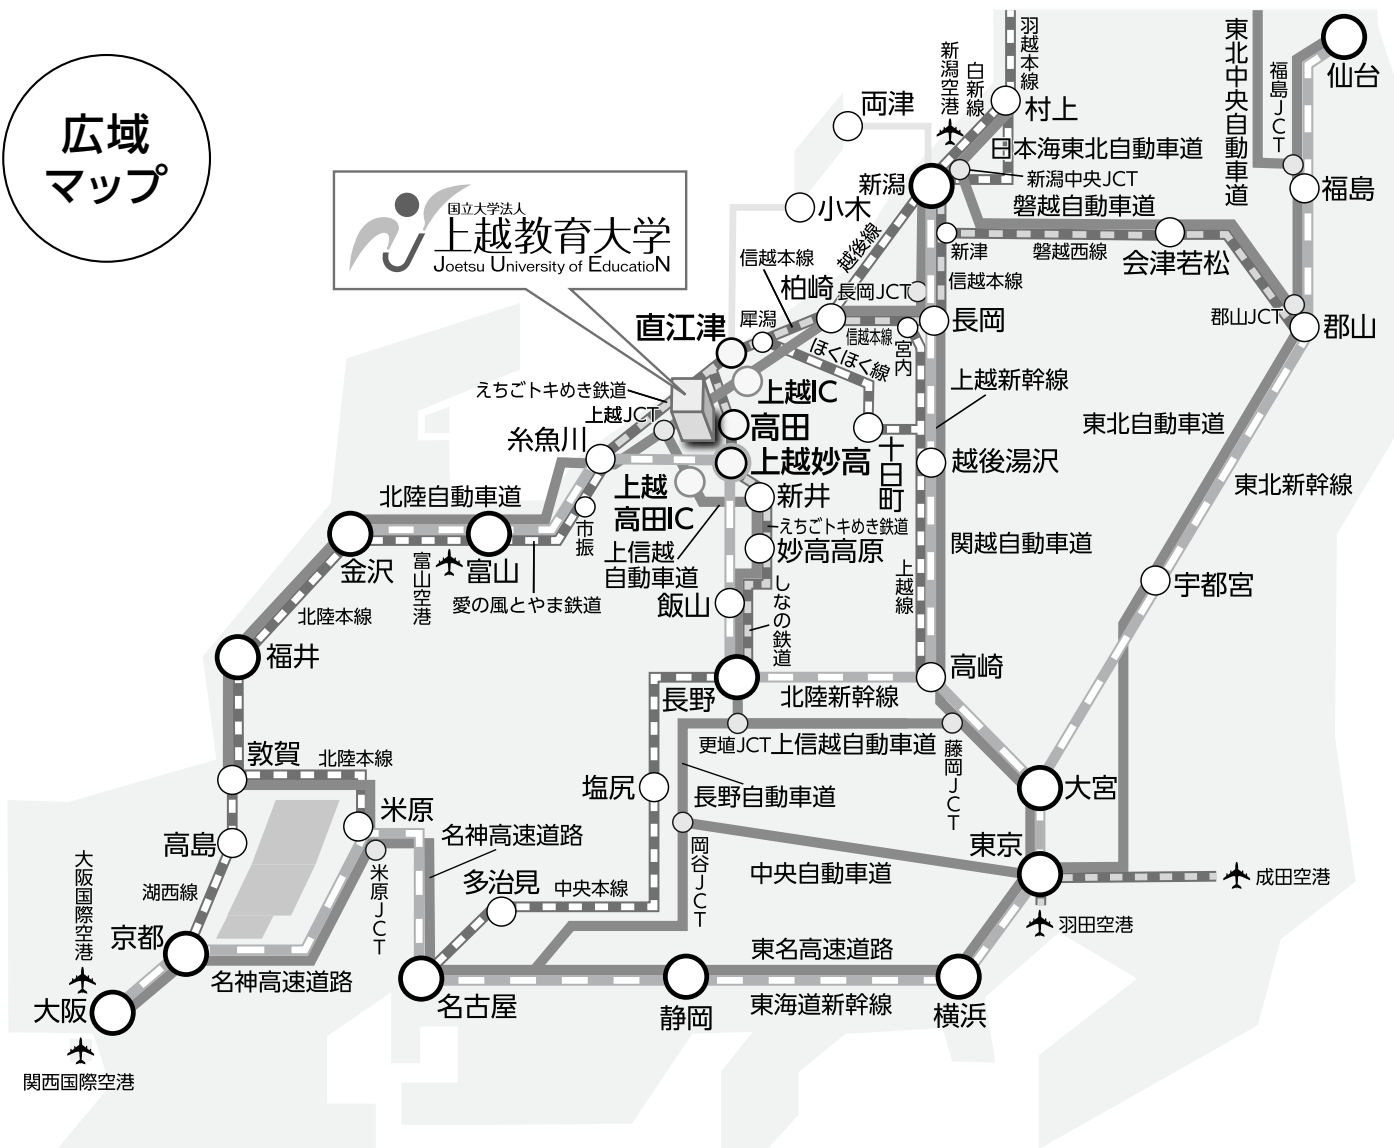 広域
マップ
国立大学法人
上越教育大学
Joetsu University of EducatioN
羽越本線
新潟空港
白新線
村上
東北中央自動車道
福島JCT
仙台
両津
日本海東北自動車道
新潟
新潟中央JCT
福島
小木
磐越自動車道
越後線
新津
磐越西線
会津若松
信越本線
柏崎
長岡JCT
信越本線
直江津
犀潟
信越本線
宮内
長岡
郡山JCT
郡山
ほくほく線
えちごトキめき鉄道
上越IC
上越新幹線
上越JCT
高田
東北自動車道
糸魚川
上越妙高
十日町
越後湯沢
東北新幹線
上越
高田IC
新井
北陸自動車道
市振
えちごトキめき鉄道
上信越
自動車道
妙高高原
関越自動車道
金沢
富山空港
富山
上越線
宇都宮
愛の風とやま鉄道
飯山
しなの鉄道
北陸本線
福井
長野
北陸新幹線
高崎
敦賀
北陸本線
更埴JCT
上信越自動車道
藤岡JCT
塩尻
長野自動車道
大宮
米原
高島
名神高速道路
岡谷JCT
東京
大阪国際空港
湖西線
米原JCT
多治見
中央本線
中央自動車道
成田空港
京都
羽田空港
名神高速道路
東名高速道路
大阪
名古屋
静岡
東海道新幹線
横浜
関西国際空港